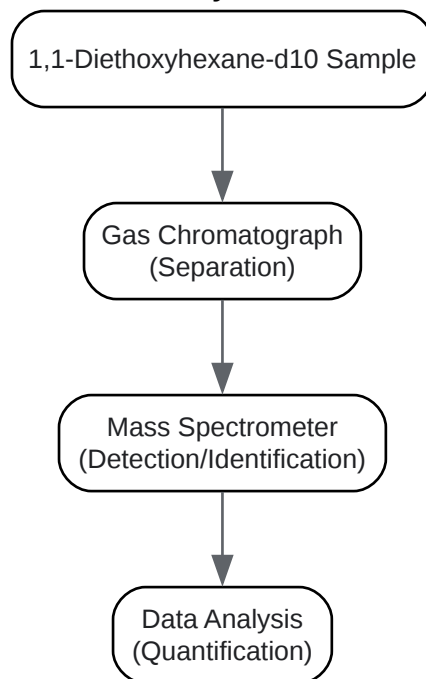 1,1-Diethoxyhexane-d10 Sample
Gas Chromatograph
(Separation)
Mass Spectrometer
(Detection/Identification)
Data Analysis
(Quantification)